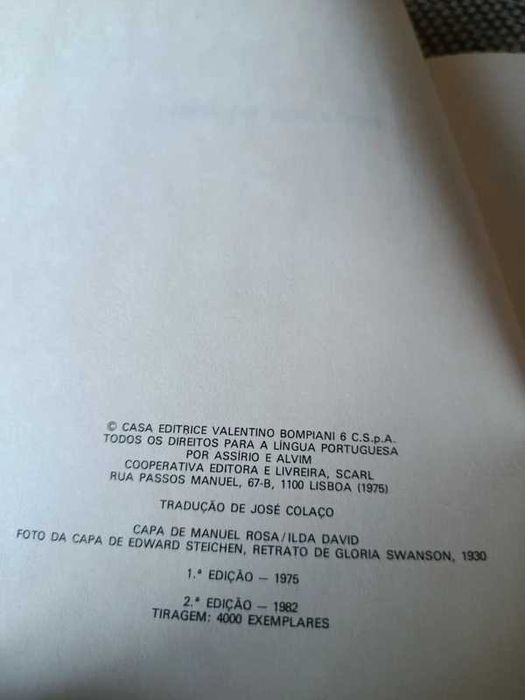 © CASA EDITRICE VALENTINO BOMPIANI 6 C.S.p.A.
TODOS OS DIREITOS PARA A LÍNGUA PORTUGUESA
POR ASSÍRIO E ALVIM
COOPERATIVA EDITORA E LIVREIRA, SCARL
RUA PASSOS MANUEL, 67-B, 1100 LISBOA (1975)
TRADUÇÃO DE JOSÉ COLAÇO
CAPA DE MANUEL ROSA/ILDA DAVID
FOTO DA CAPA DE EDWARD STEICHEN, RETRATO DE GLORIA SWANSON, 1930
1.ª EDIÇÃO — 1975
2.ª EDIÇÃO — 1982
TIRAGEM: 4000 EXEMPLARES